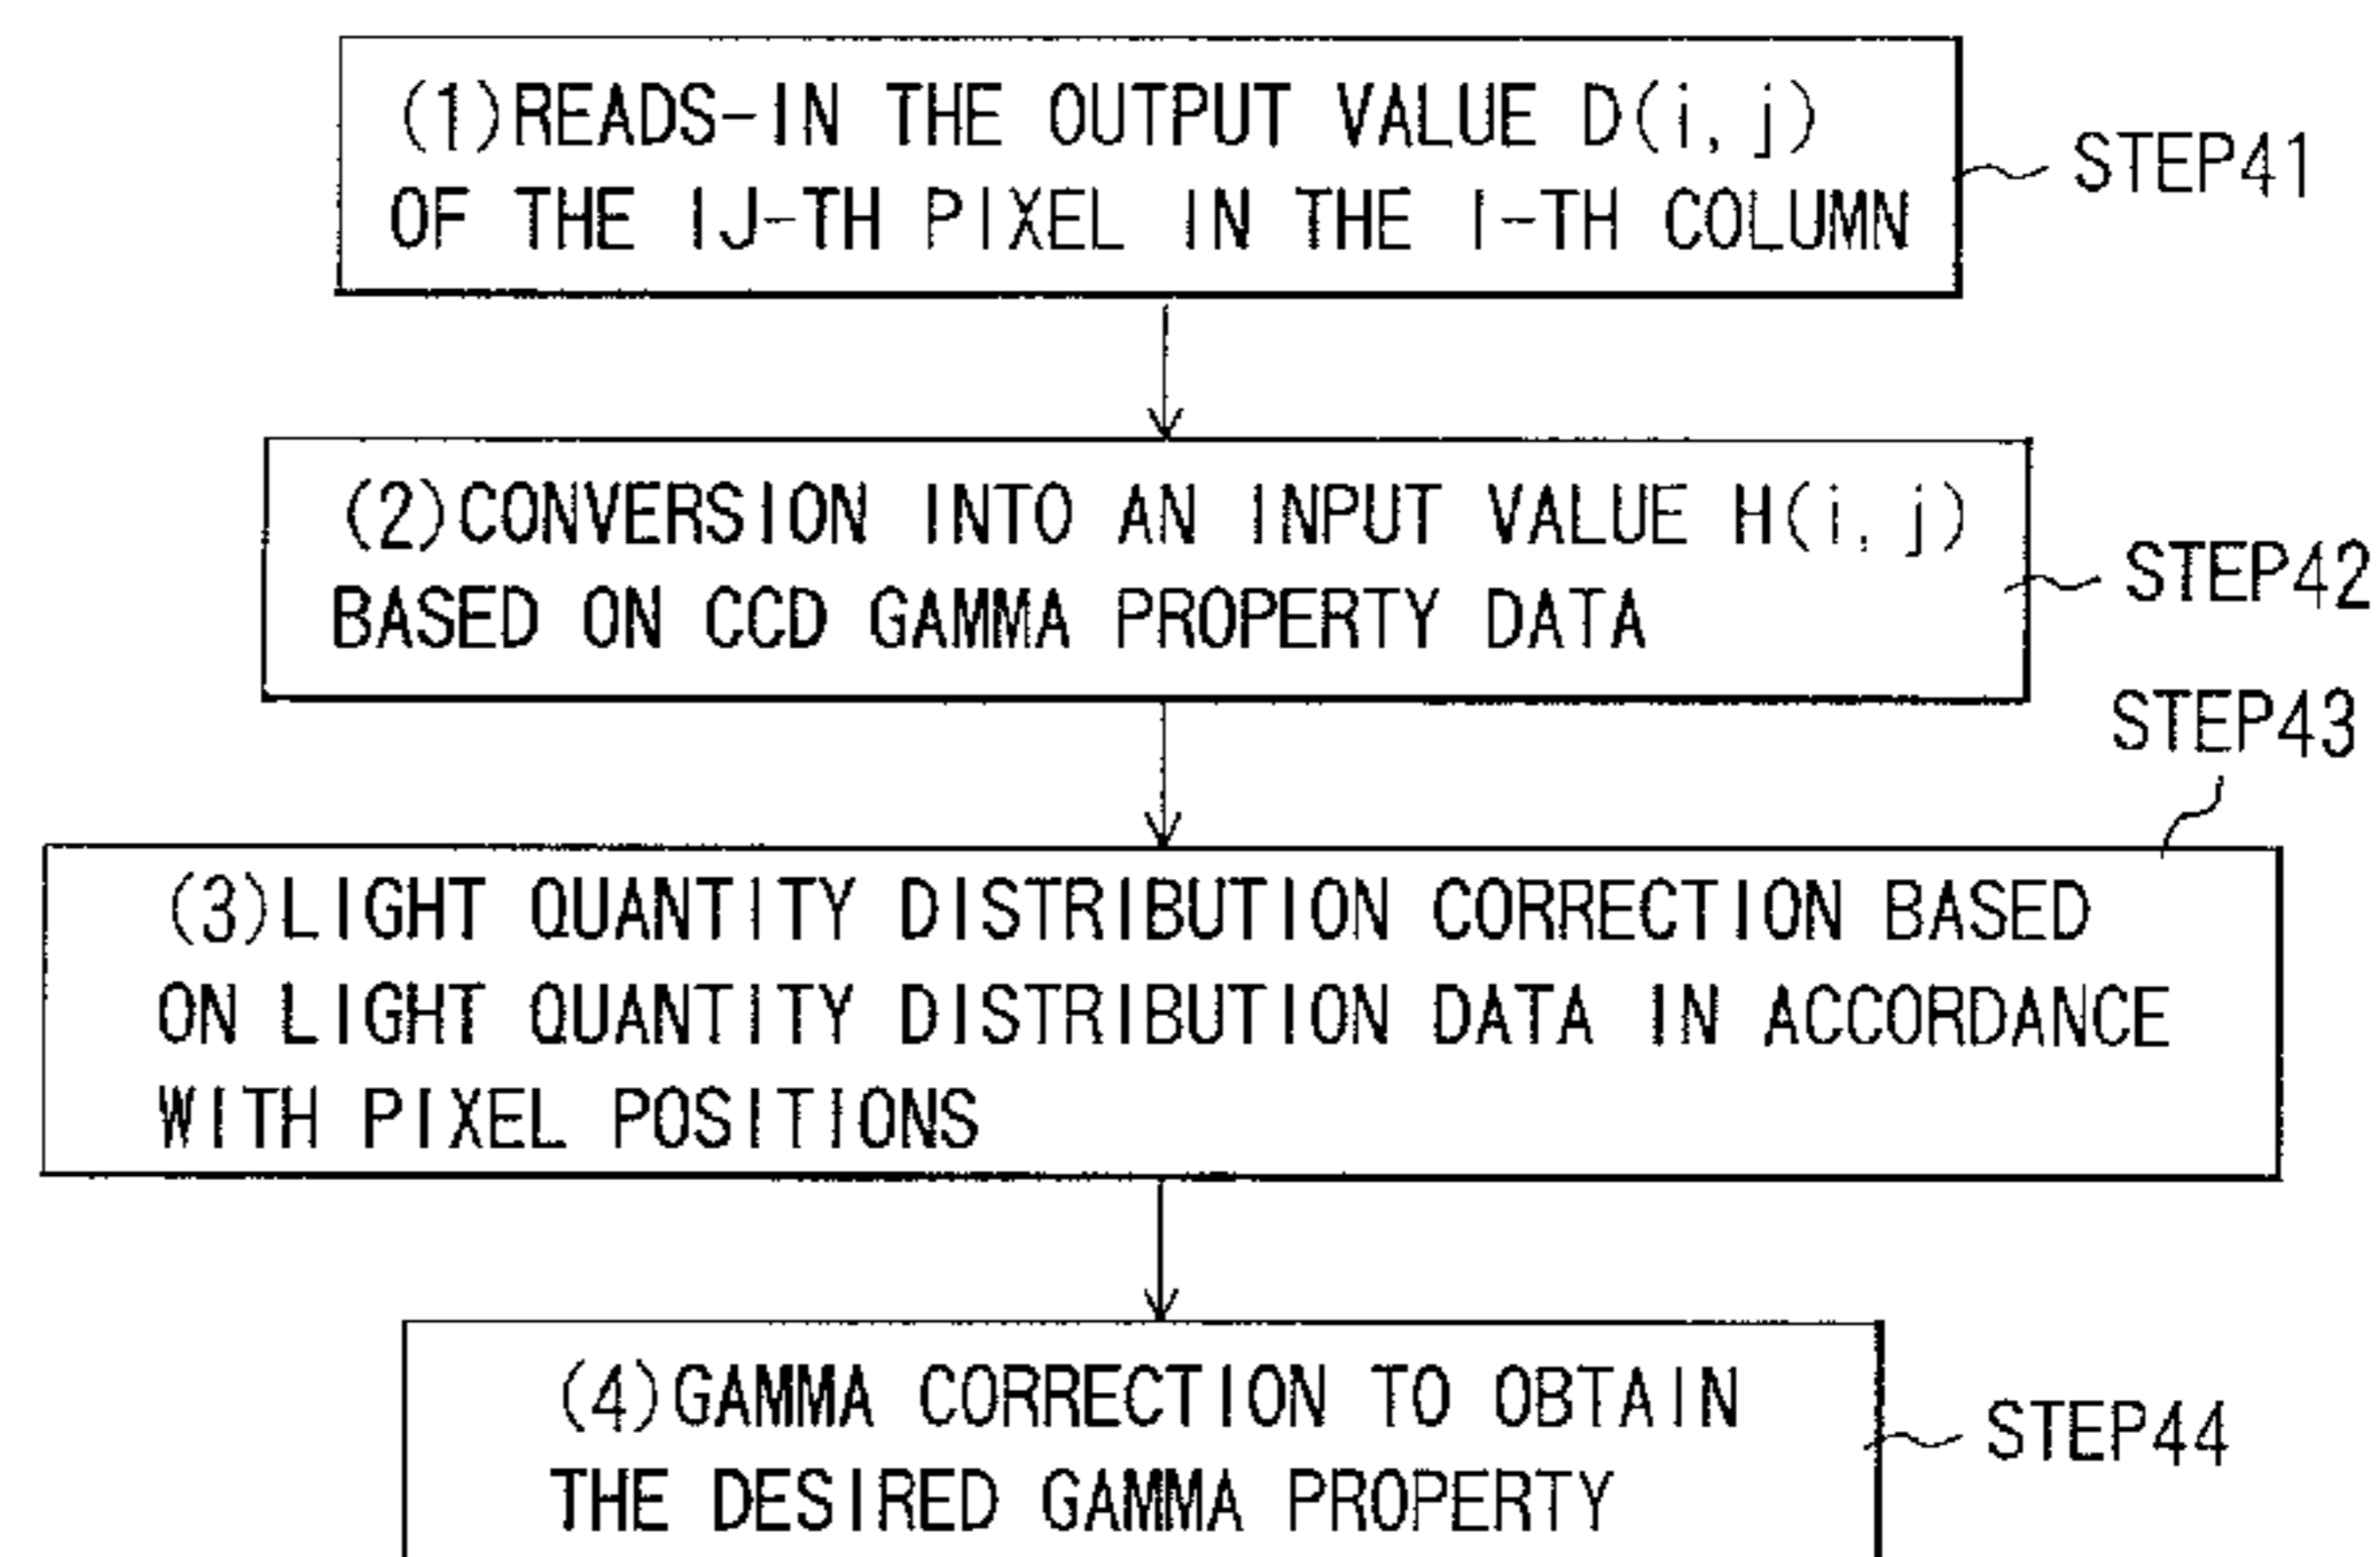 (1)READS-IN THE OUTPUT VALUE D(i, j)
OF THE IJ-TH PIXEL IN THE I-TH COLUMN
STEP41
(2)CONVERSION INTO AN INPUT VALUE H(i, j)
BASED ON CCD GAMMA PROPERTY DATA
STEP42
STEP43
(3)LIGHT QUANTITY DISTRIBUTION CORRECTION BASED
ON LIGHT QUANTITY DISTRIBUTION DATA IN ACCORDANCE
WITH PIXEL POSITIONS
(4)GAMMA CORRECTION TO OBTAIN
THE DESIRED GAMMA PROPERTY
STEP44